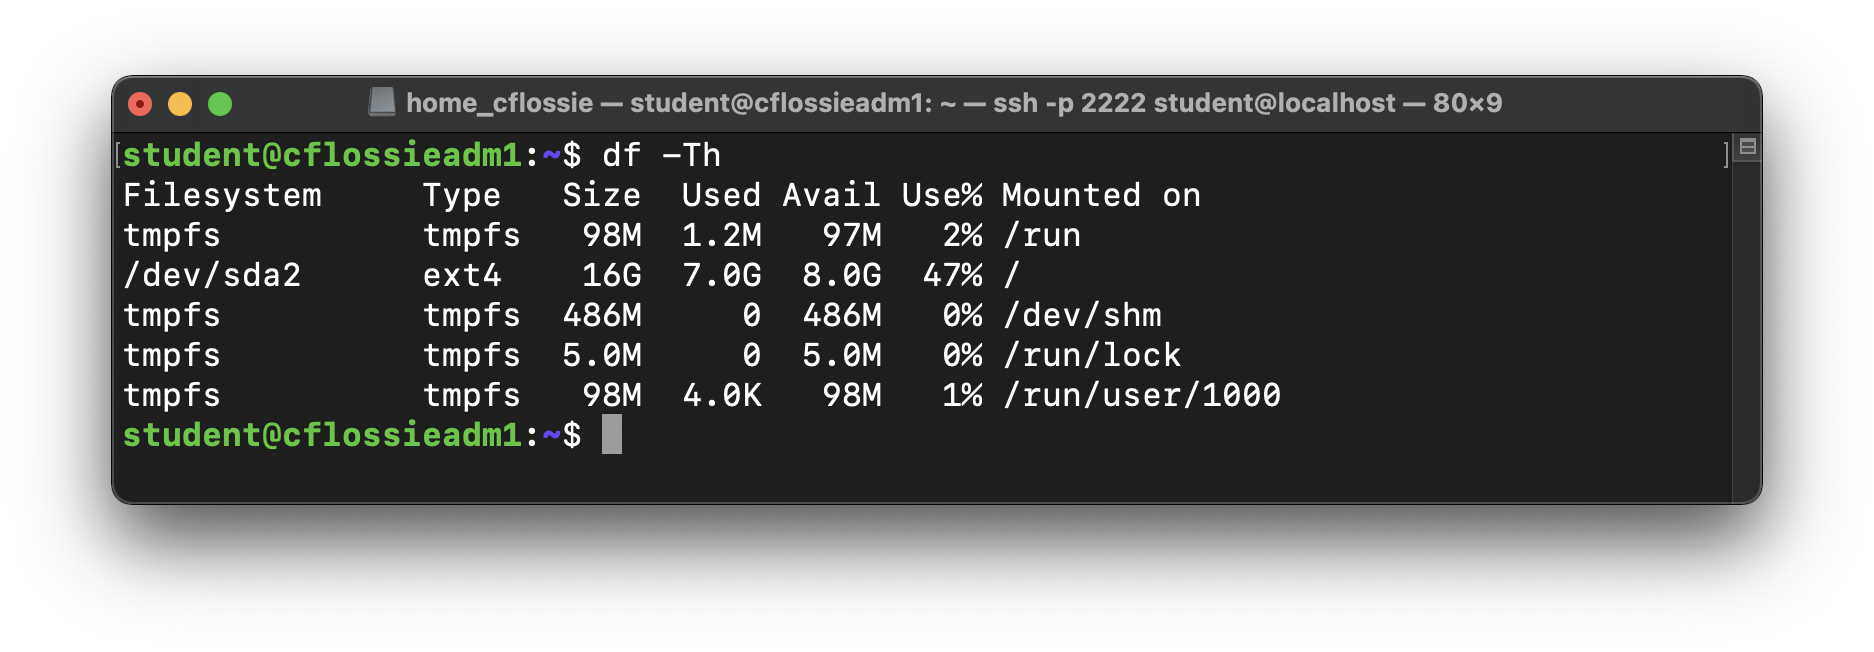 home_cflossie — student@cflossieadm1: ~ — ssh -p 2222 student@localhost — 80×9
[student@cflossieadm1:~$ df -Th ]
Filesystem     Type   Size  Used Avail Use% Mounted on
tmpfs          tmpfs   98M  1.2M   97M   2% /run
/dev/sda2      ext4    16G  7.0G  8.0G  47% /
tmpfs          tmpfs  486M     0  486M   0% /dev/shm
tmpfs          tmpfs  5.0M     0  5.0M   0% /run/lock
tmpfs          tmpfs   98M  4.0K   98M   1% /run/user/1000
student@cflossieadm1:~$